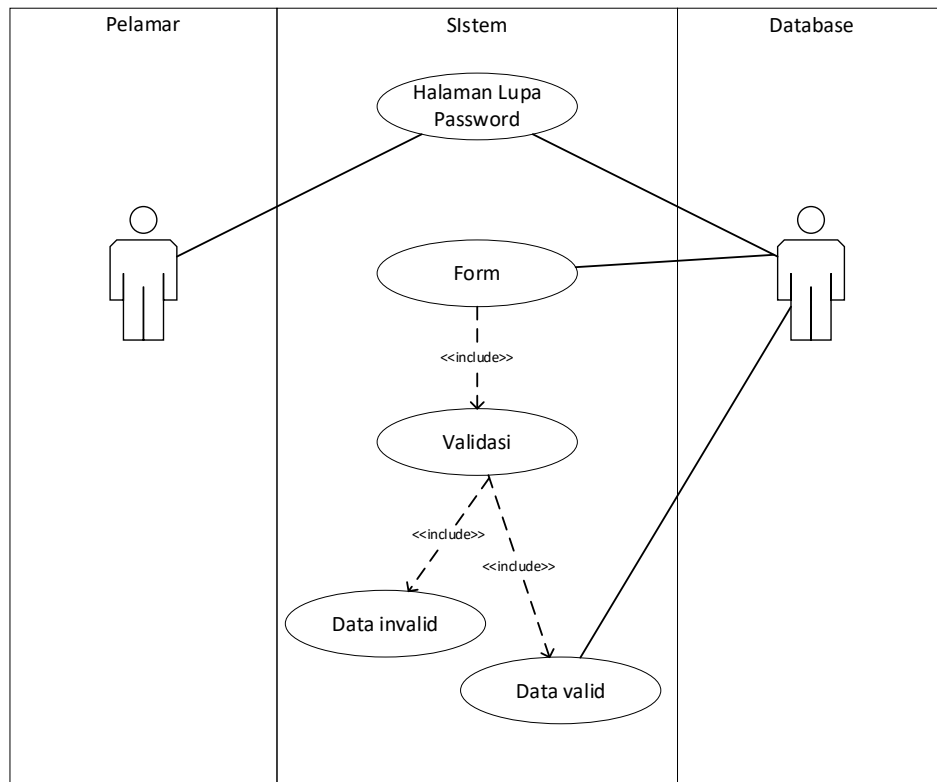 Pelamar
SIstem
Database
Halaman Lupa
Password
Form
<<include>>
Validasi
<<include>>
<<include>>
Data invalid
Data valid